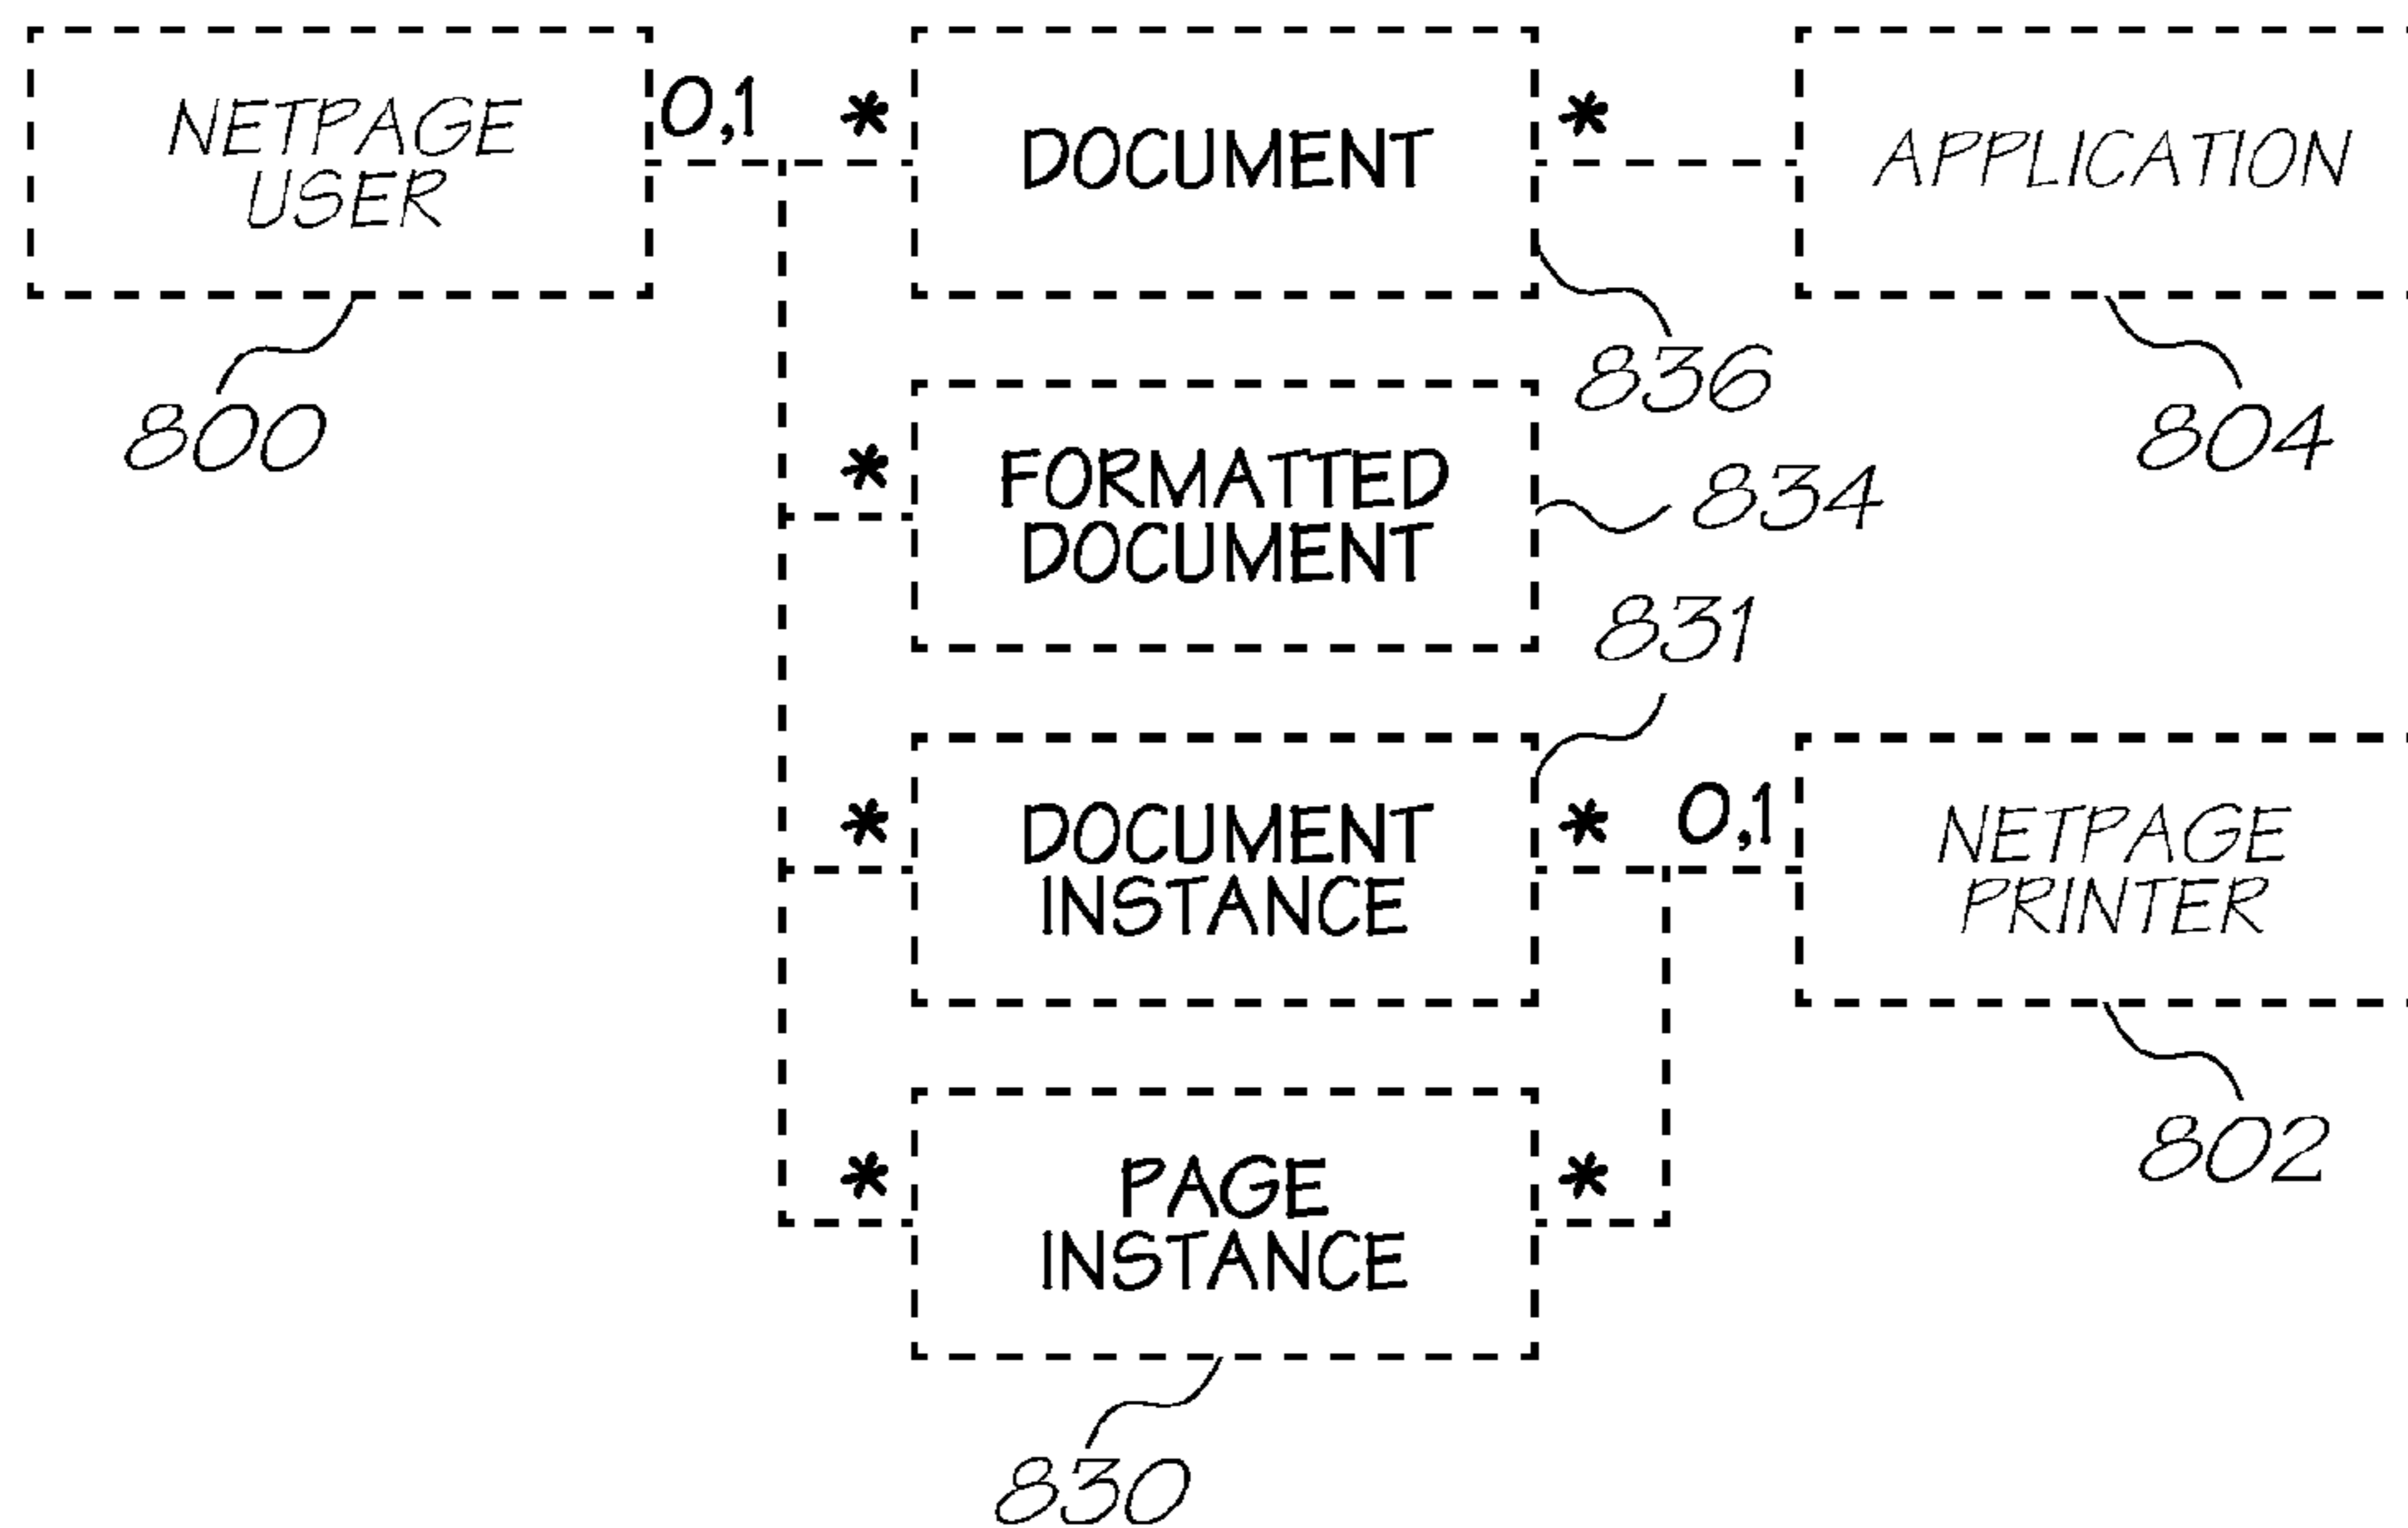 NETPAGE
USER
0,1
*
DOCUMENT
*
APPLICATION
800
836
804
*
FORMATTED
DOCUMENT
834
831
*
DOCUMENT
INSTANCE
*
0,1
NETPAGE
PRINTER
802
*
PAGE
INSTANCE
*
830